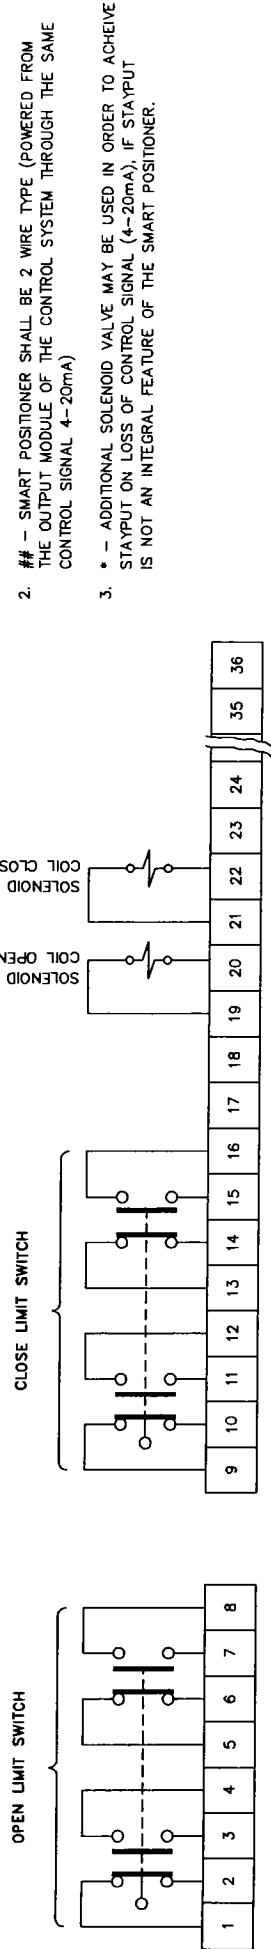 2. ## – SMART POSITIONER SHALL BE 2 WIRE TYPE (POWERED FROM
THE OUTPUT MODULE OF THE CONTROL SYSTEM THROUGH THE SAME
CONTROL SIGNAL 4–20mA)
3. * – ADDITIONAL SOLENOID VALVE MAY BE USED IN ORDER TO ACHEIVE
STAYPUT ON LOSS OF CONTROL SIGNAL (4–20mA), IF STAYPUT
IS NOT AN INTEGRAL FEATURE OF THE SMART POSITIONER.
OPEN LIMIT SWITCH
CLOSE LIMIT SWITCH
SOLENOID
COIL OPEN
SOLENOID
COIL CLOS
1 2 3 4 5 6 7 8
9 10 11 12 13 14 15 16 17 18 19 20 21 22 23 24 35 36